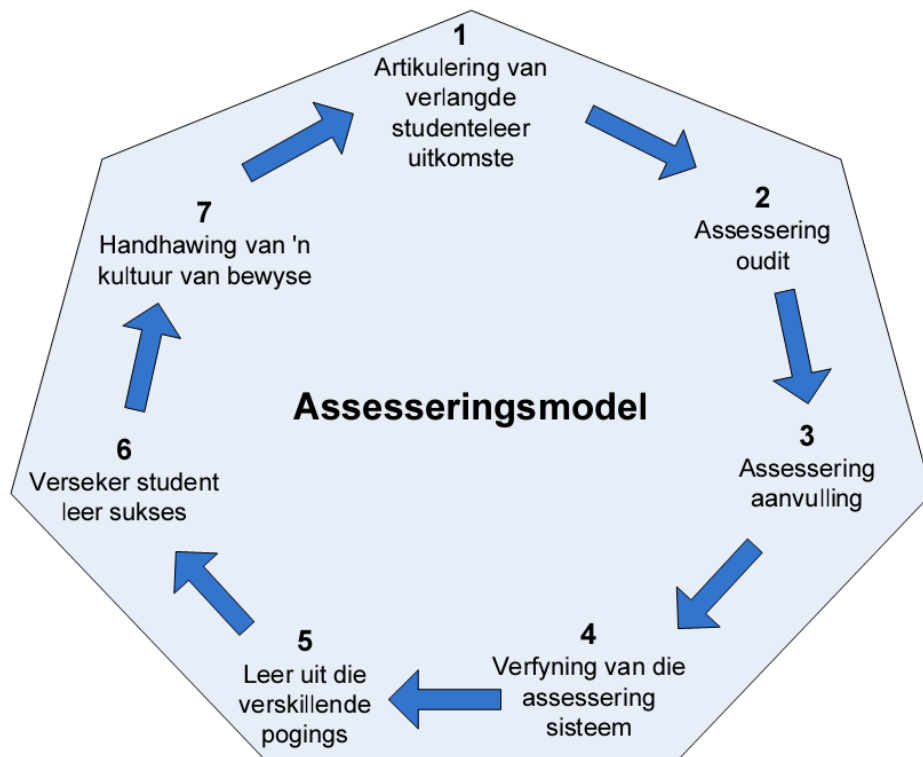 1
Artikulering van
verlangde
studenteleer
uitkomste
2
Assessering
oudit
3
Assessering
aanvulling
4
Verfyning van die
assessering
sisteem
5
Leer uit die
verskillende
pogings
6
Verseker student
leer sukses
7
Handhawing van 'n
kultuur van bewyse
Assesseringsmodel